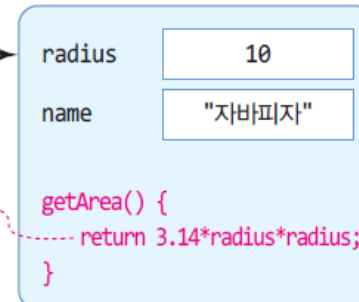 radius 10
name "자바피자"
getArea() {
return 3.14*radius*radius;
}